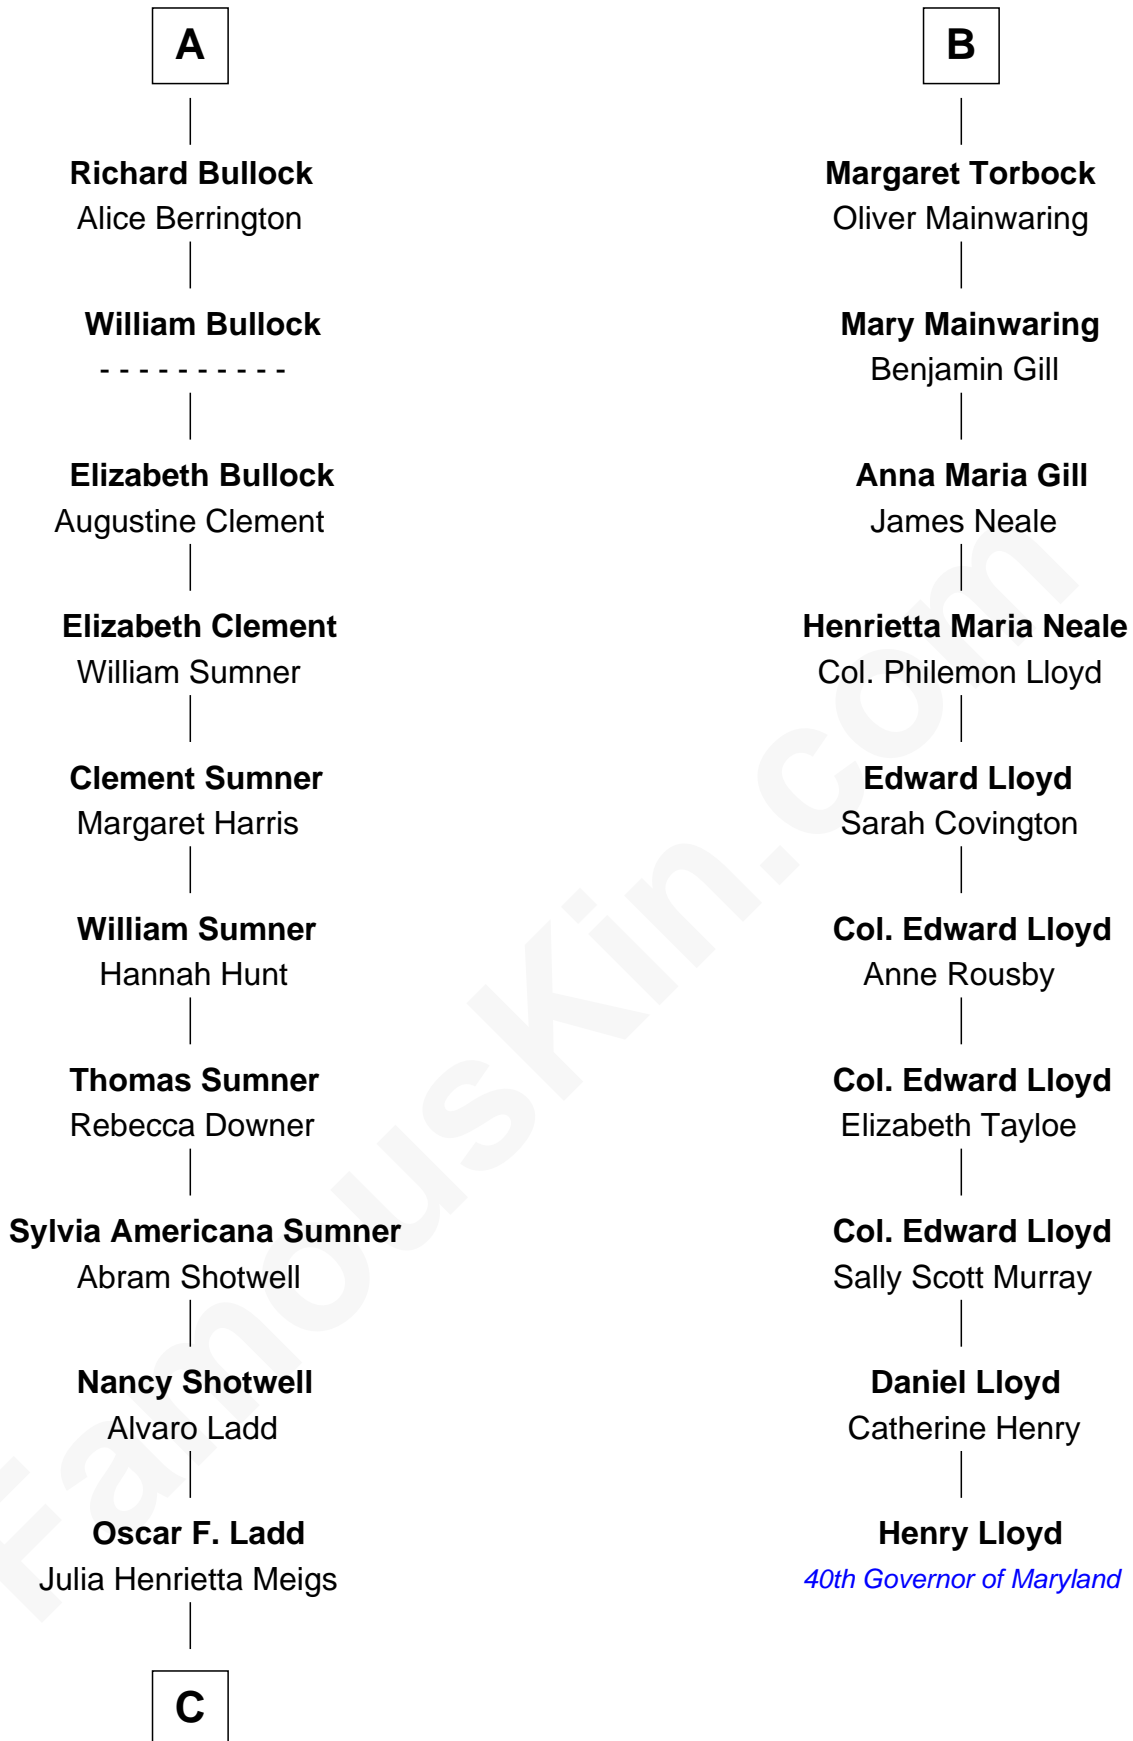 A
Richard Bullock
Alice Berrington
William Bullock
- - - - - - - - - -
Elizabeth Bullock
Augustine Clement
Elizabeth Clement
William Sumner
Clement Sumner
Margaret Harris
William Sumner
Hannah Hunt
Thomas Sumner
Rebecca Downer
Sylvia Americana Sumner
Abram Shotwell
Nancy Shotwell
Alvaro Ladd
Oscar F. Ladd
Julia Henrietta Meigs
C
B
Margaret Torbock
Oliver Mainwaring
Mary Mainwaring
Benjamin Gill
Anna Maria Gill
James Neale
Henrietta Maria Neale
Col. Philemon Lloyd
Edward Lloyd
Sarah Covington
Col. Edward Lloyd
Anne Rousby
Col. Edward Lloyd
Elizabeth Tayloe
Col. Edward Lloyd
Sally Scott Murray
Daniel Lloyd
Catherine Henry
Henry Lloyd
40th Governor of Maryland
FamousKin.com